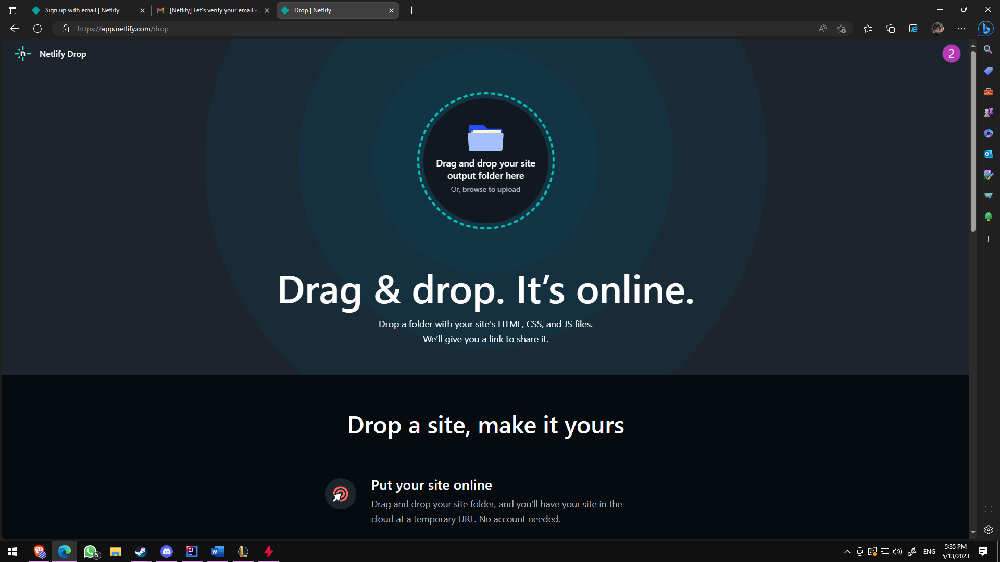 Sign up with email | Netlify
[Netlify] Let's verify your email -
Drop | Netlify
https://app.netlify.com/drop
Netlify Drop
2
Drag and drop your site
output folder here
Or, browse to upload
Drag & drop. It’s online.
Drop a folder with your site’s HTML, CSS, and JS files.
We’ll give you a link to share it.
Drop a site, make it yours
Put your site online
Drag and drop your site folder, and you’ll have your site in the
cloud at a temporary URL. No account needed.
5
ENG
5:35 PM
5/13/2023